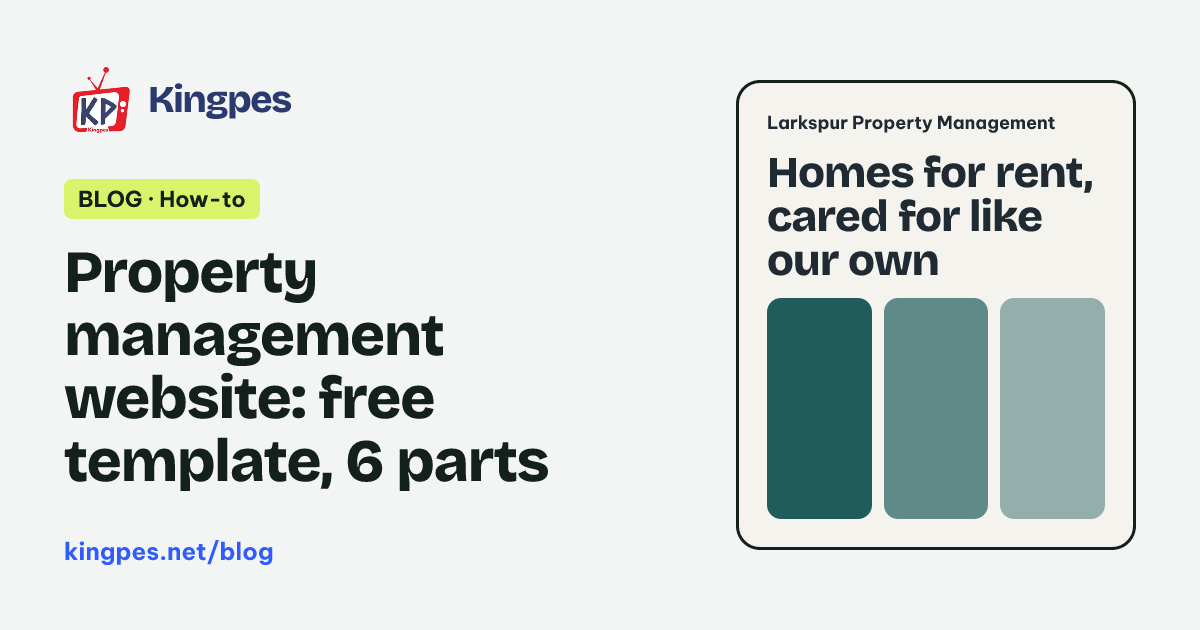 KP
Kingpes
Kingpes
BLOG · How-to
Property
management
website: free
template, 6 parts
kingpes.net/blog
Larkspur Property Management
Homes for rent,
cared for like
our own